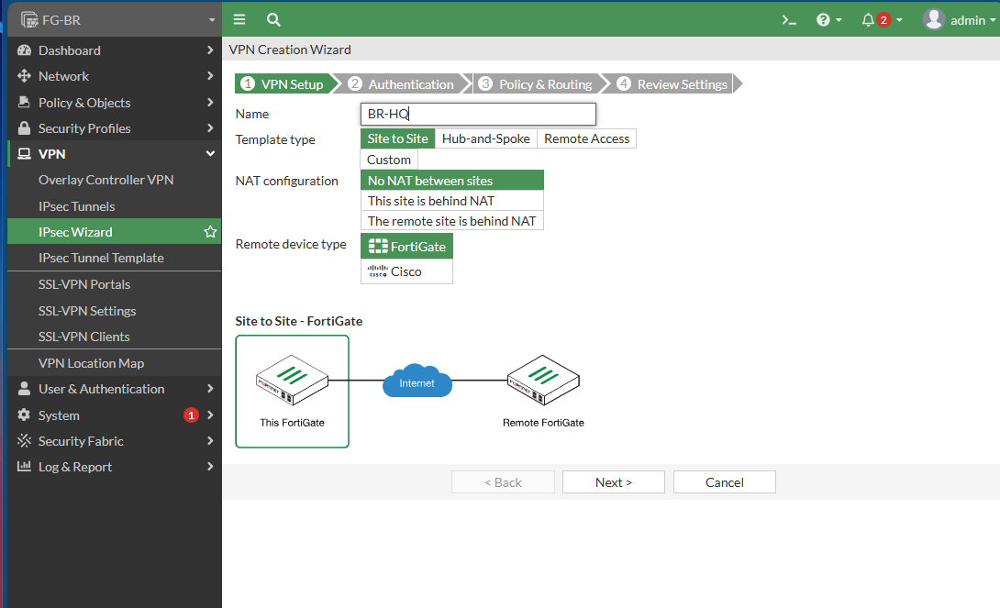 FG-BR
2
admin
Dashboard
Network
Policy & Objects
Security Profiles
VPN
Overlay Controller VPN
IPsec Tunnels
IPsec Wizard
IPsec Tunnel Template
SSL-VPN Portals
SSL-VPN Settings
SSL-VPN Clients
VPN Location Map
User & Authentication
System 1
Security Fabric
Log & Report
VPN Creation Wizard
1 VPN Setup 2 Authentication 3 Policy & Routing 4 Review Settings
Name BR-HQ
Template type Site to Site Hub-and-Spoke Remote Access
Custom
NAT configuration No NAT between sites
This site is behind NAT
The remote site is behind NAT
Remote device type FortiGate
CISCO Cisco
Site to Site - FortiGate
FORTINET Internet FORTINET
This FortiGate Remote FortiGate
< Back Next > Cancel